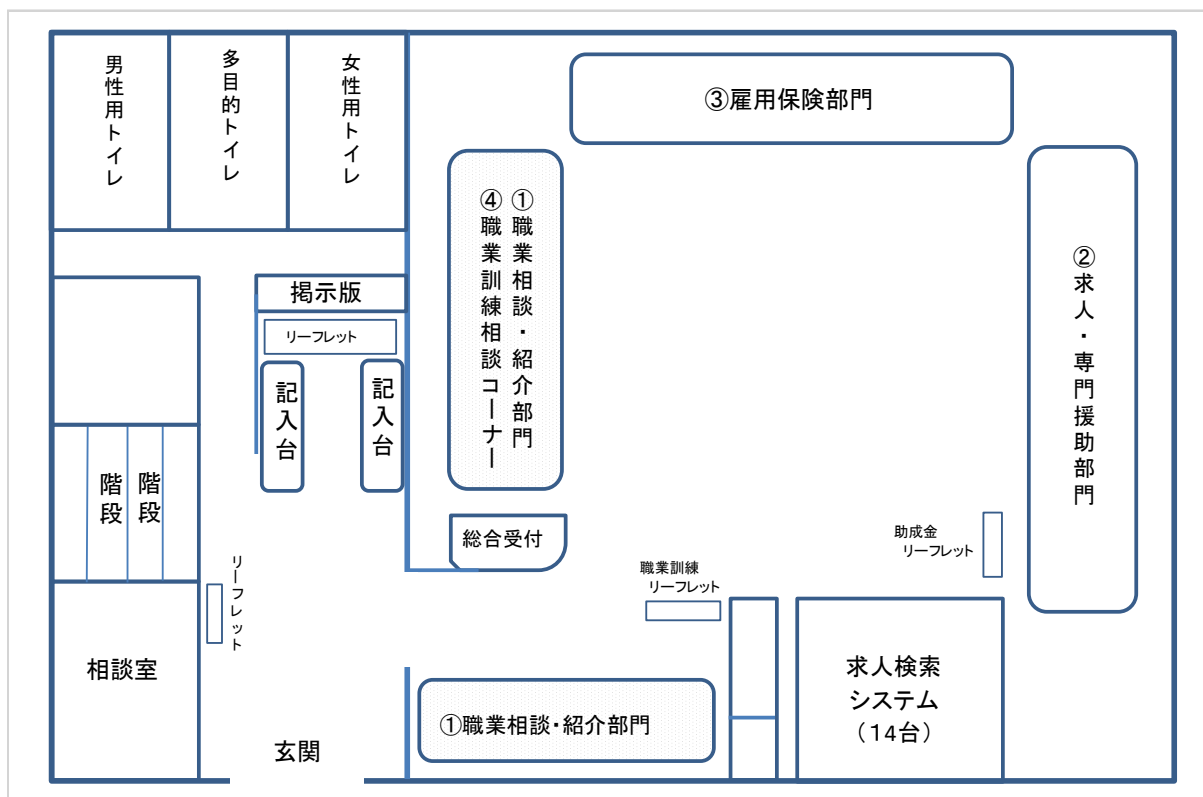 男性用トイレ
多目的トイレ
女性用トイレ
③雇用保険部門
①職業相談・紹介部門
④職業訓練相談コーナー
②求人・専門援助部門
掲示版
リーフレット
記入台
記入台
階段
階段
総合受付
助成金
リーフレット
職業訓練
リーフレット
リーフレット
相談室
求人検索
システム
（14台）
①職業相談・紹介部門
玄関